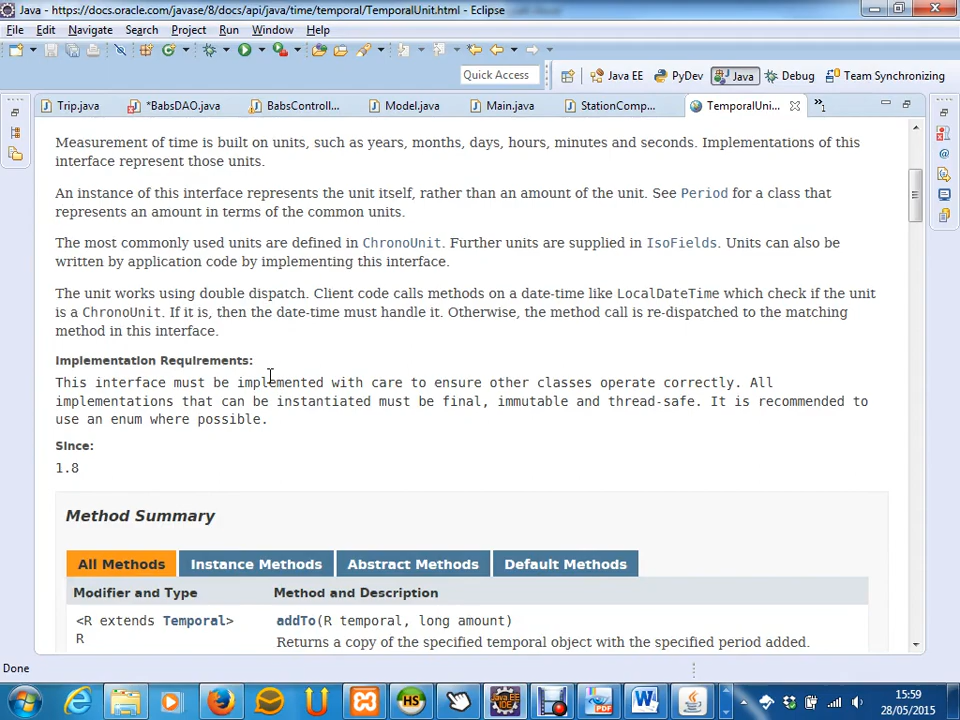 Java - https://docs.oracle.com/javase/8/docs/api/java/time/temporal/TemporalUnit.html - Eclipse
File Edit Navigate Search Project Run Window Help
Quick Access Java EE PyDev Java Debug Team Synchronizing
Trip.java *BabsDAO.java BabsControll... Model.java Main.java StationComp... TemporalUni... »1
Measurement of time is built on units, such as years, months, days, hours, minutes and seconds. Implementations of this
interface represent those units.
An instance of this interface represents the unit itself, rather than an amount of the unit. See Period for a class that
represents an amount in terms of the common units.
The most commonly used units are defined in ChronoUnit. Further units are supplied in IsoFields. Units can also be
written by application code by implementing this interface.
The unit works using double dispatch. Client code calls methods on a date-time like LocalDateTime which check if the unit
is a ChronoUnit. If it is, then the date-time must handle it. Otherwise, the method call is re-dispatched to the matching
method in this interface.
Implementation Requirements:
This interface must be implemented with care to ensure other classes operate correctly. All
implementations that can be instantiated must be final, immutable and thread-safe. It is recommended to
use an enum where possible.
Since:
1.8
Method Summary
All Methods Instance Methods Abstract Methods Default Methods
Modifier and Type Method and Description
<R extends Temporal> addTo(R temporal, long amount)
R Returns a copy of the specified temporal object with the specified period added.
Done
15:59
28/05/2015